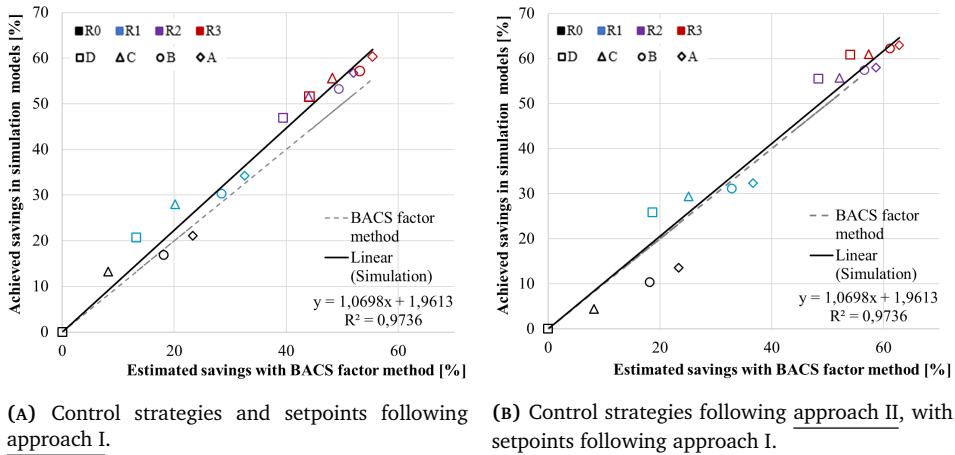 Achieved savings in simulation models [%]
70
60
50
40
30
20
10
0
R0 R1 R2 R3
D C B A
BACS factor
method
Linear
(Simulation)
y = 1,0698x + 1,9613
R² = 0,9736
0 20 40 60
Estimated savings with BACS factor method [%]
(A) Control strategies and setpoints following
approach I.
Achieved savings in simulation models [%]
70
60
50
40
30
20
10
0
R0 R1 R2 R3
D C B A
BACS factor
method
Linear
(Simulation)
y = 1,0698x + 1,9613
R² = 0,9736
0 20 40 60
Estimated savings with BACS factor method [%]
(B) Control strategies following approach II, with
setpoints following approach I.